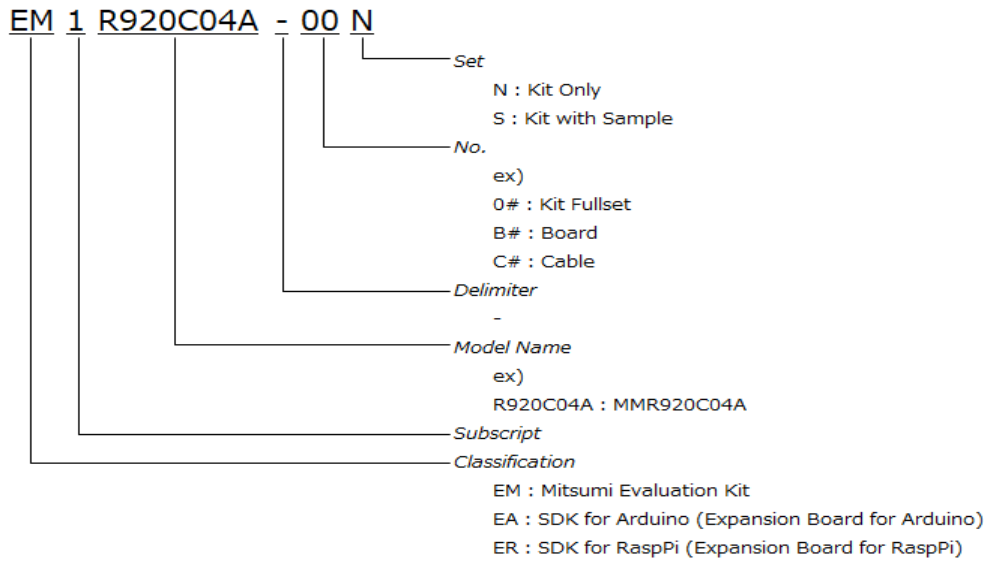 EM 1 R920C04A - 00 N
Set
N : Kit Only
S : Kit with Sample
No.
ex)
0# : Kit Fullset
B# : Board
C# : Cable
Delimiter
-
Model Name
ex)
R920C04A : MMR920C04A
Subscript
Classification
EM : Mitsumi Evaluation Kit
EA : SDK for Arduino (Expansion Board for Arduino)
ER : SDK for RaspPi (Expansion Board for RaspPi)